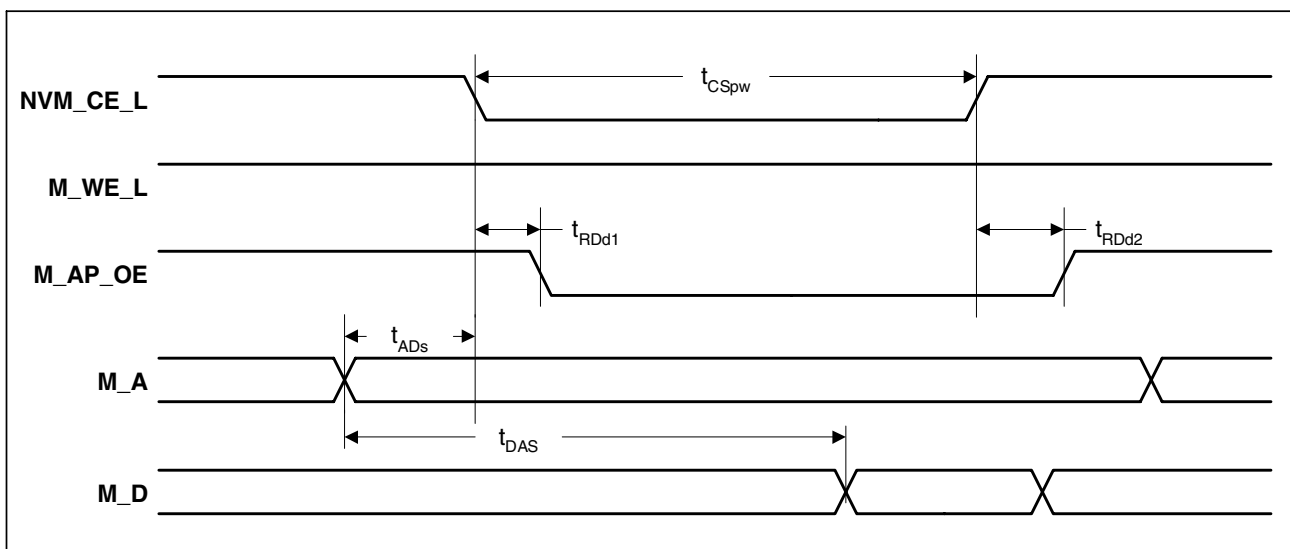 NVM_CE_L
t_CSpw
M_WE_L
M_AP_OE
t_RDd1
t_RDd2
M_A
t_ADs
M_D
t_DAS